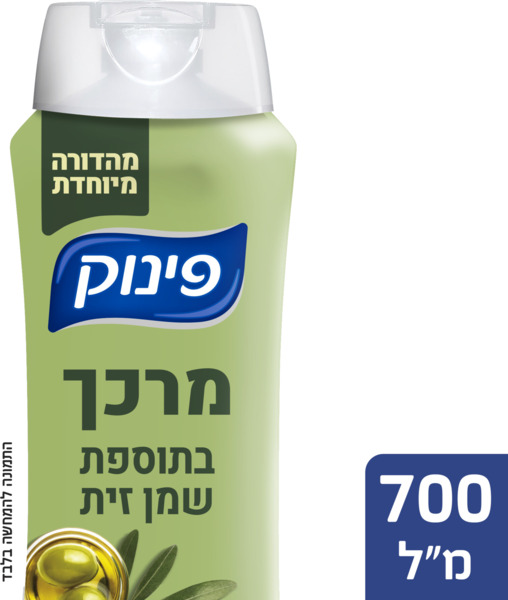 מהדורה
מיוחדת
פינוק
מרכך
בתוספת
שמן זית
התמונה להמחשה בלבד
700
מ״ל